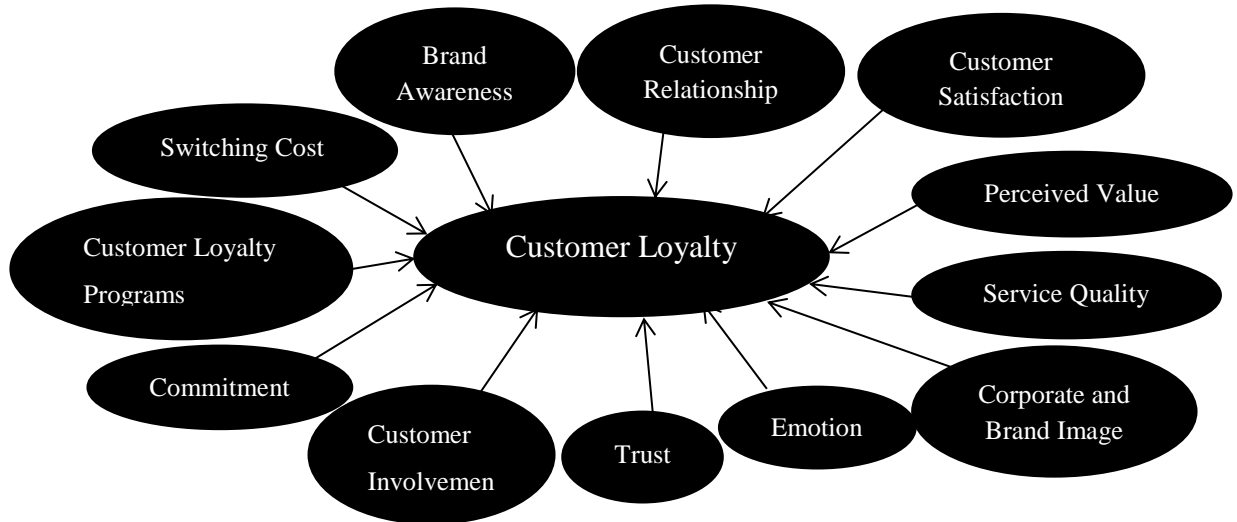 Brand
Awareness
Customer
Relationship
Customer
Satisfaction
Switching Cost
Perceived Value
Customer Loyalty
Customer Loyalty
Programs
Service Quality
Commitment
Corporate and
Brand Image
Customer
Involvemen
Trust
Emotion